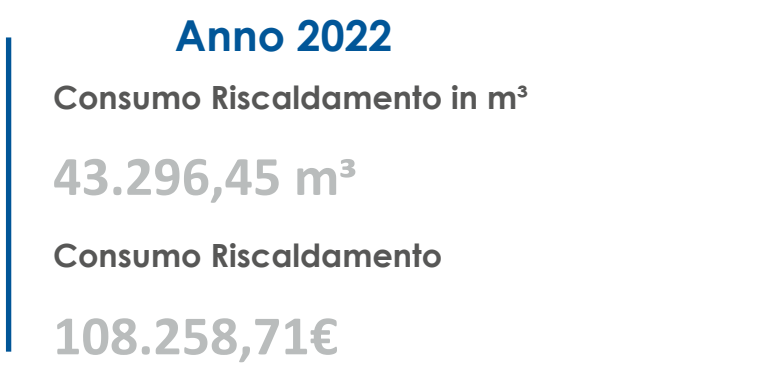 Anno 2022
Consumo Riscaldamento in m³
43.296,45 m³
Consumo Riscaldamento
108.258,71€